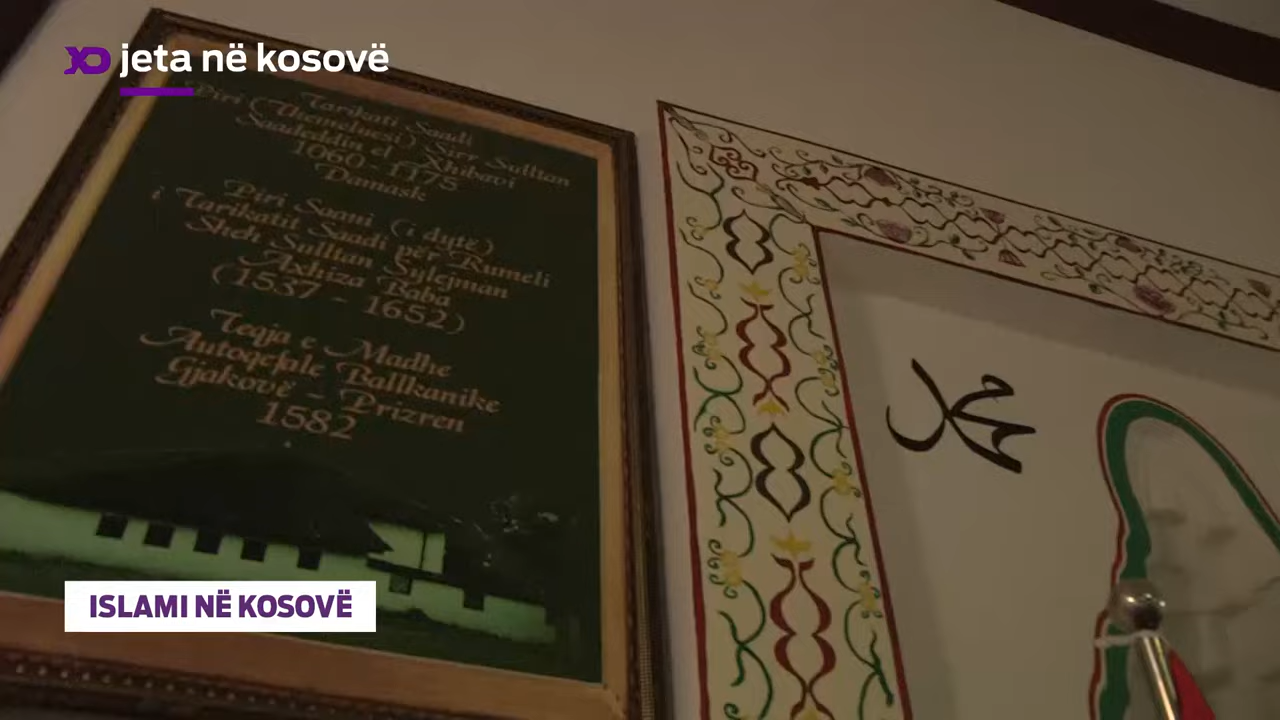 XO jeta në kosovë
Tarikati Saadi
Piri (Themeluesi) Sirr Sulltan
Saadeddin el Xhibavi
1060 - 1175
Damask
Piri Saani (i dytë)
i Tarikatit Saadi për Rumeli
Sheh Sulltan Sylejman
Axhiza Baba
(1537 - 1652)
Teqja e Madhe
Autoqefale Ballkanike
Gjakovë - Prizren
1582
ISLAMI NË KOSOVË